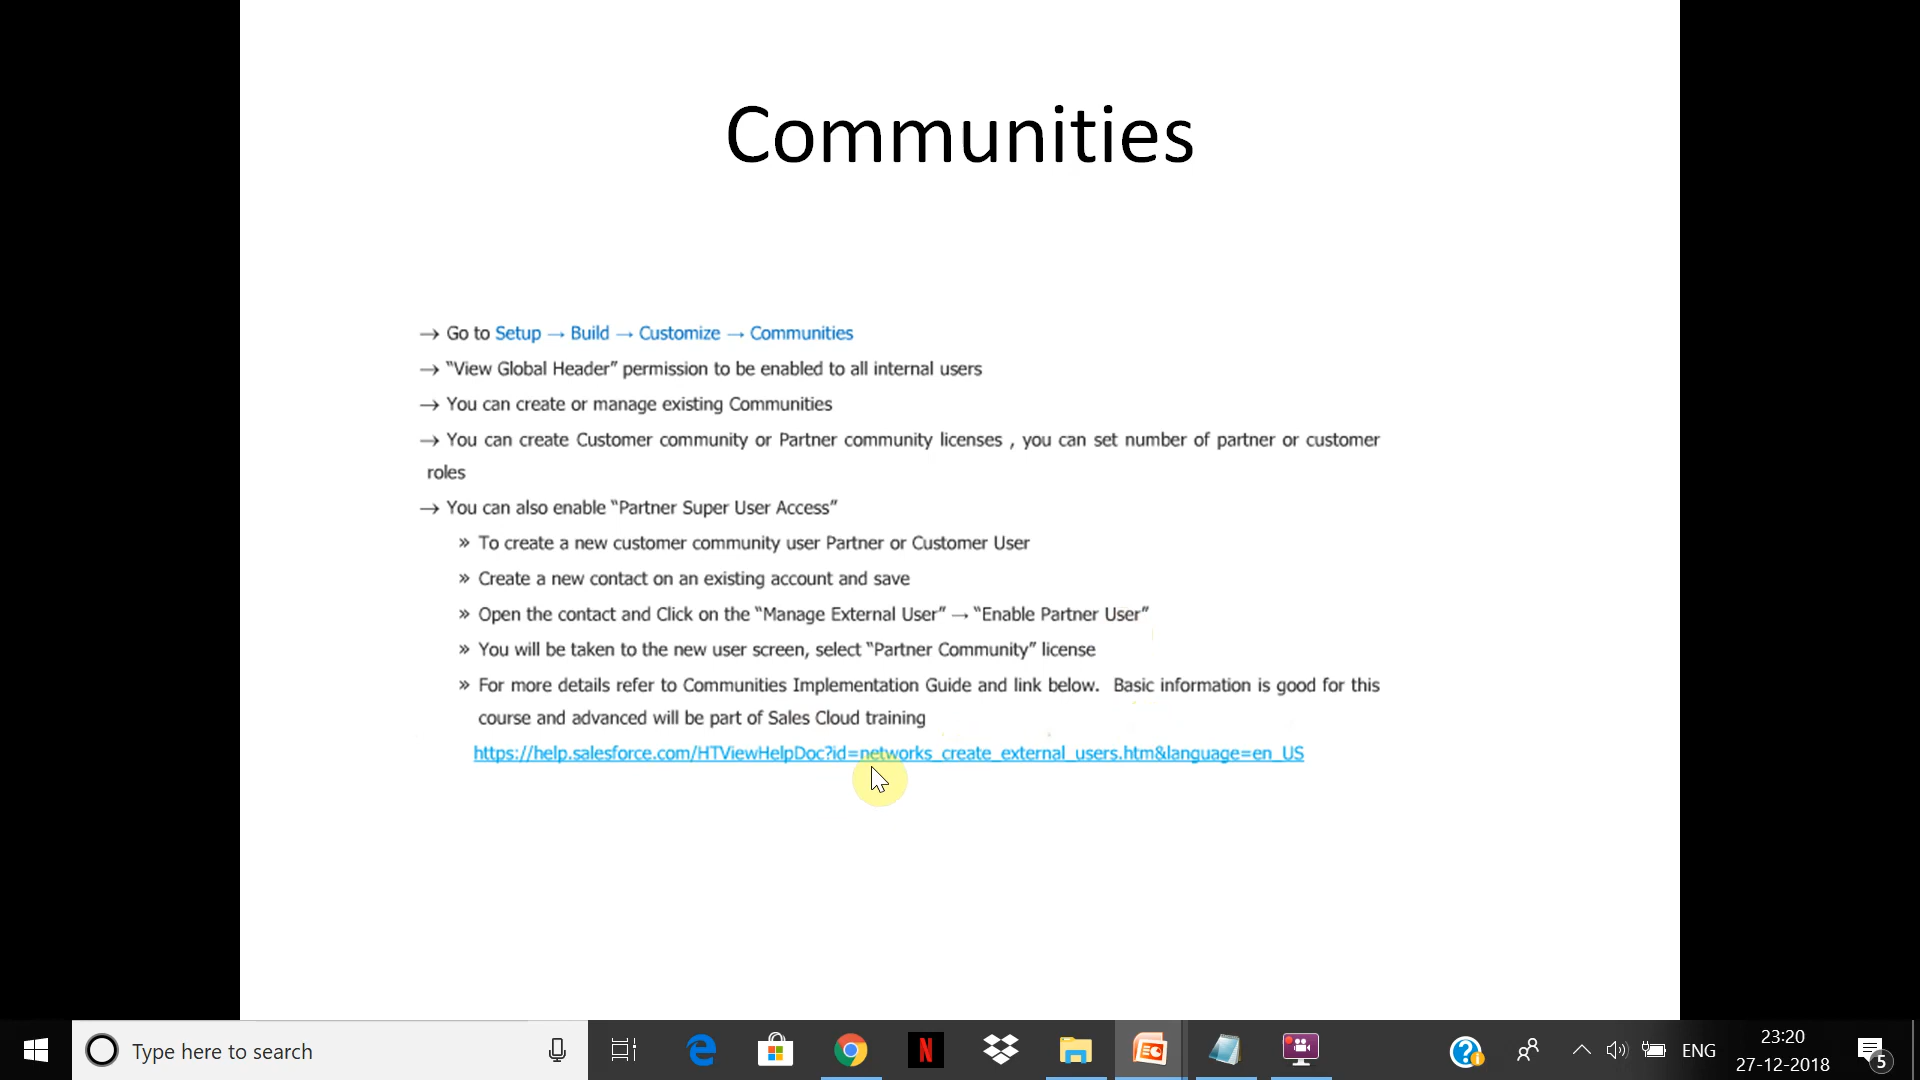 Communities
→ Go to Setup → Build → Customize → Communities
→ “View Global Header” permission to be enabled to all internal users
→ You can create or manage existing Communities
→ You can create Customer community or Partner community licenses , you can set number of partner or customer
roles
→ You can also enable “Partner Super User Access”
» To create a new customer community user Partner or Customer User
» Create a new contact on an existing account and save
» Open the contact and Click on the “Manage External User” → “Enable Partner User”
» You will be taken to the new user screen, select “Partner Community” license
» For more details refer to Communities Implementation Guide and link below. Basic information is good for this
course and advanced will be part of Sales Cloud training
https://help.salesforce.com/HTViewHelpDoc?id=networks_create_external_users.htm&language=en_US
Type here to search
ENG
23:20
27-12-2018
5